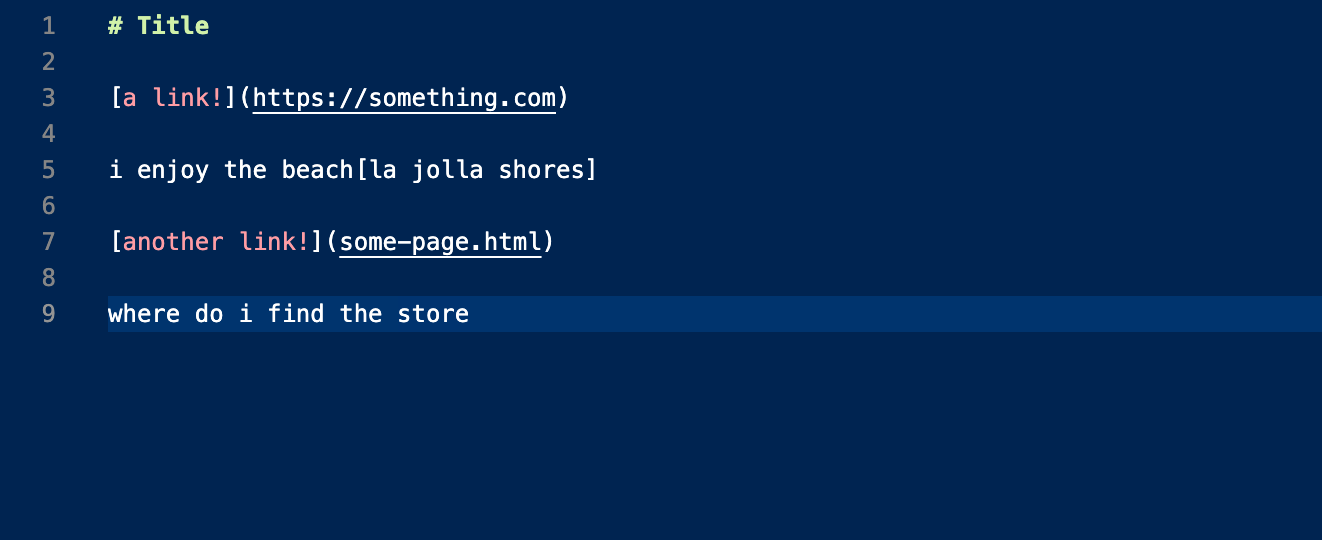 1 # Title
2
3 [a link!](https://something.com)
4
5 i enjoy the beach[la jolla shores]
6
7 [another link!](some-page.html)
8
9 where do i find the store